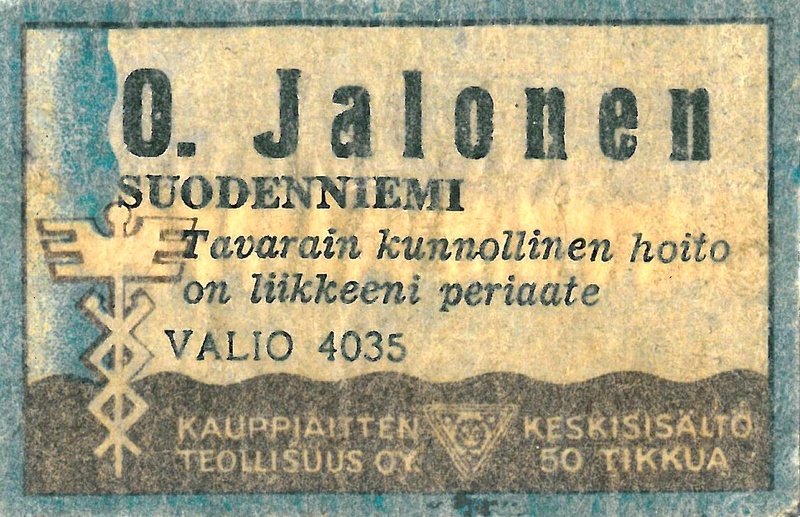 O. Jalonen
SUODENNIEMI
Tavarain kunnollinen hoito
on liikkeeni periaate
VALIO 4035
KAUPPIAITTEN KESKISISÄLTÖ
TEOLLISUUS OY. 50 TIKKUA